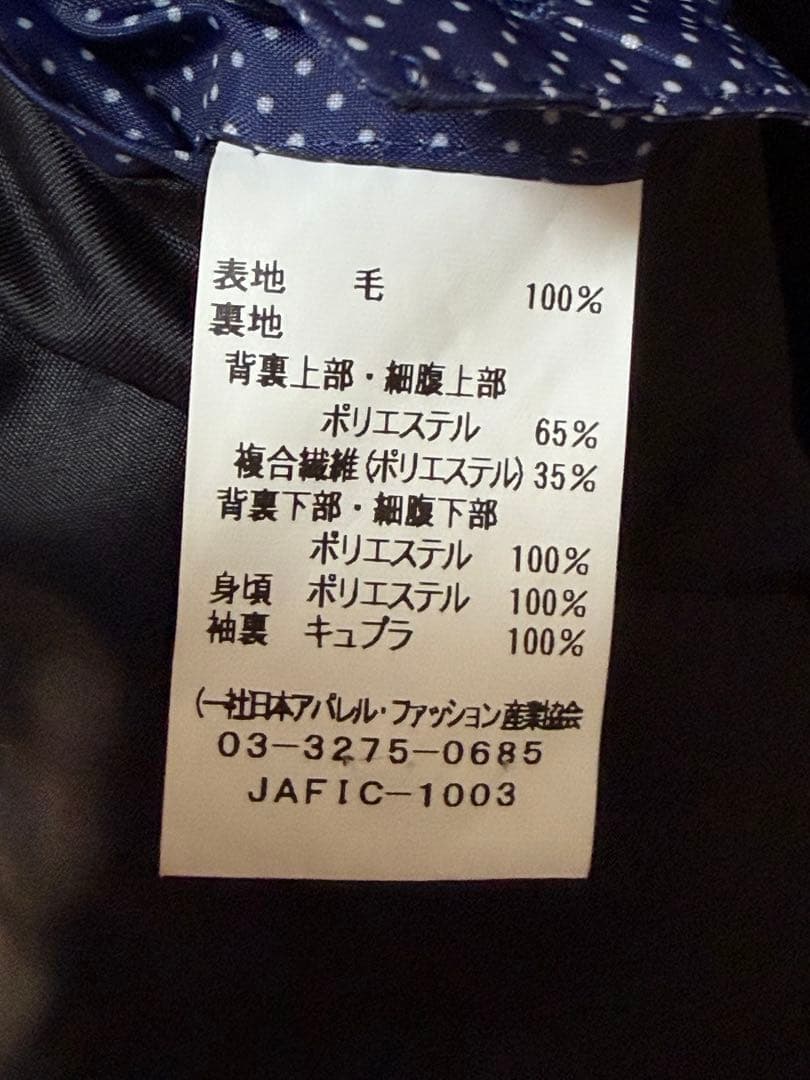 表地 毛 100%
裏地
背裏上部・細腹上部
ポリエステル 65%
複合繊維(ポリエステル)35%
背裏下部・細腹下部
ポリエステル 100%
身頃 ポリエステル 100%
袖裏 キュプラ 100%
(一社日本アパレル・ファッション産業協会
03-3275-0685
JAFIC-1003